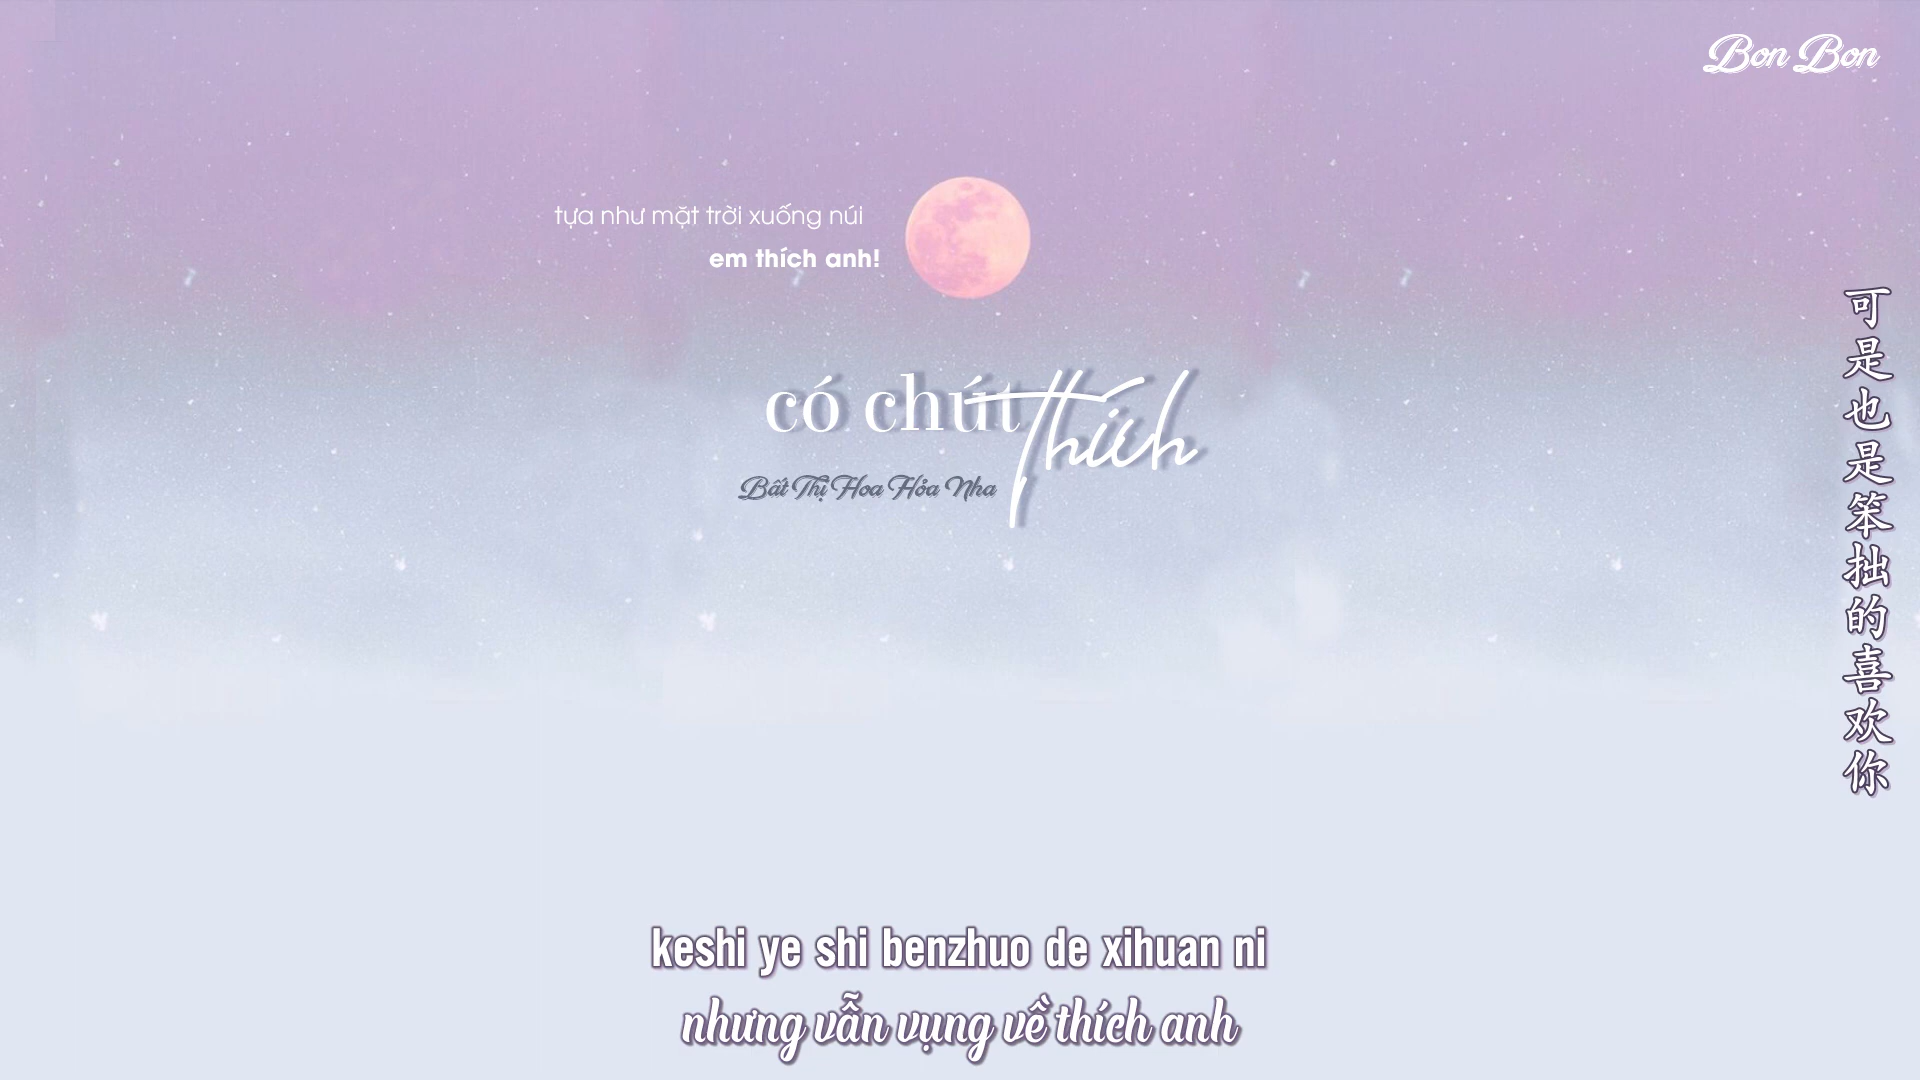 Bon Bon
tựa như mặt trời xuống núi
em thích anh!
có chút thích
Bất Thị Hoa Hỏa Nha
可是也是笨拙的喜欢你
keshi ye shi benzhuo de xihuan ni
nhưng vẫn vụng về thích anh